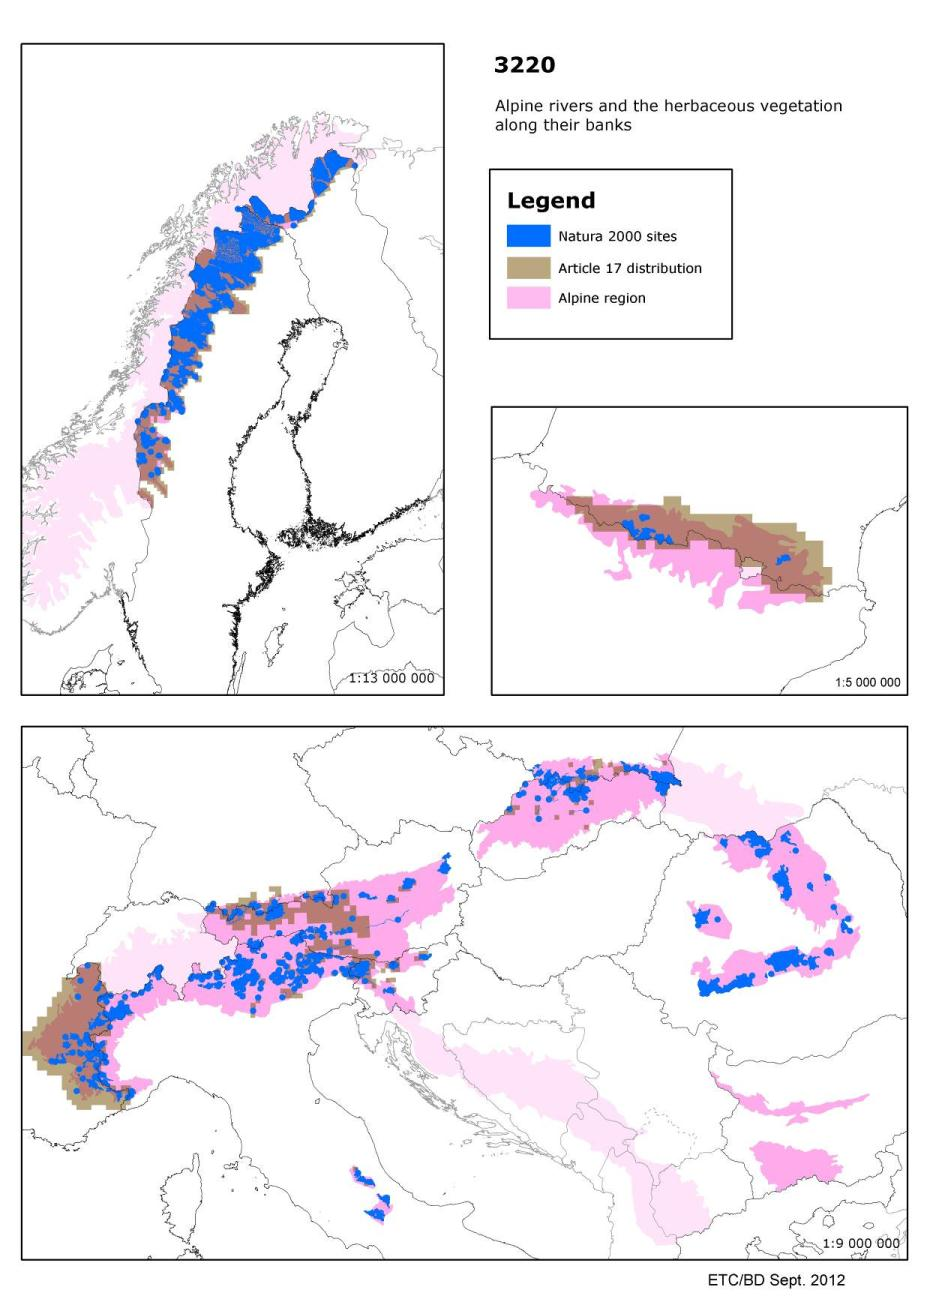 3220
Alpine rivers and the herbaceous vegetation
along their banks
Legend
Natura 2000 sites
Article 17 distribution
Alpine region
1:13 000 000
1:5 000 000
1:9 000 000
ETC/BD Sept. 2012